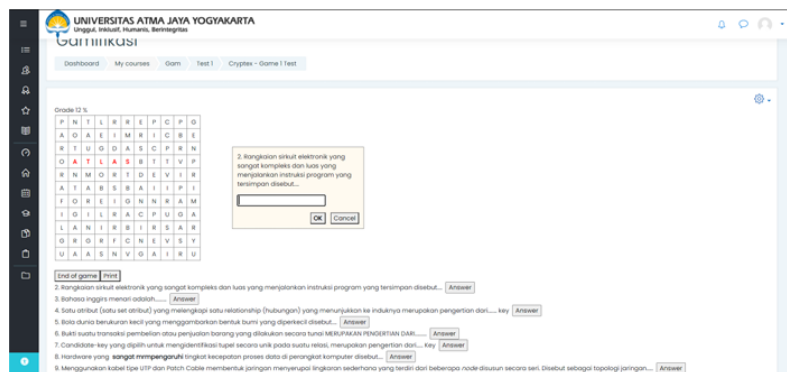 UNIVERSITAS ATMA JAYA YOGYAKARTA
Unggul, Inklusif, Humanis, Berintegritas
Gamifikasi
Dashboard My courses Gam Test 1 Cryptex - Game 1 Test
Grade 12 %
P N T L R R E P C P O
A O A E I M R I C B E
R T U G D A S C P R N
O A T L A S B T T V P
R N M O R T D E V I R
A T A B S B A I I P I
F O R E I G N N R A M
I G I L R A C P U G A
L A N I R B I R S A R
G R G R F C N E V S Y
U A A S N V G A I R U
2. Rangkaian sirkuit elektronik yang
sangat kompleks dan luas yang
menjalankan instruksi program yang
tersimpan disebut...
OK Cancel
End of game Print
2. Rangkaian sirkuit elektronik yang sangat kompleks dan luas yang menjalankan instruksi program yang tersimpan disebut... Answer
3. Bahasa inggirs menari adalah....... Answer
4. Satu atribut (satu set atribut) yang melengkapi satu relationship (hubungan) yang menunjukkan ke induknya merupakan pengertian dari...... key Answer
5. Bola dunia berukuran kecil yang menggambarkan bentuk bumi yang diperkecil disebut... Answer
6. Bukti suatu transaksi pembelian atau penjualan barang yang dilakukan secara tunai MERUPAKAN PENGERTIAN DARI....... Answer
7. Candidate-key yang dipilih untuk mengidentifikasi tupel secara unik pada suatu relasi, merupakan pengertian dari.... Key Answer
8. Hardware yang sangat mrmpengaruhi tingkat kecepatan proses data di perangkat komputer disebut.... Answer
9. Menggunakan kabel tipe UTP dan Patch Cable membentuk jaringan menyerupai lingkaran sederhana yang terdiri dari beberapa node disusun secara seri. Disebut sebagai topologi jaringan..... Answer